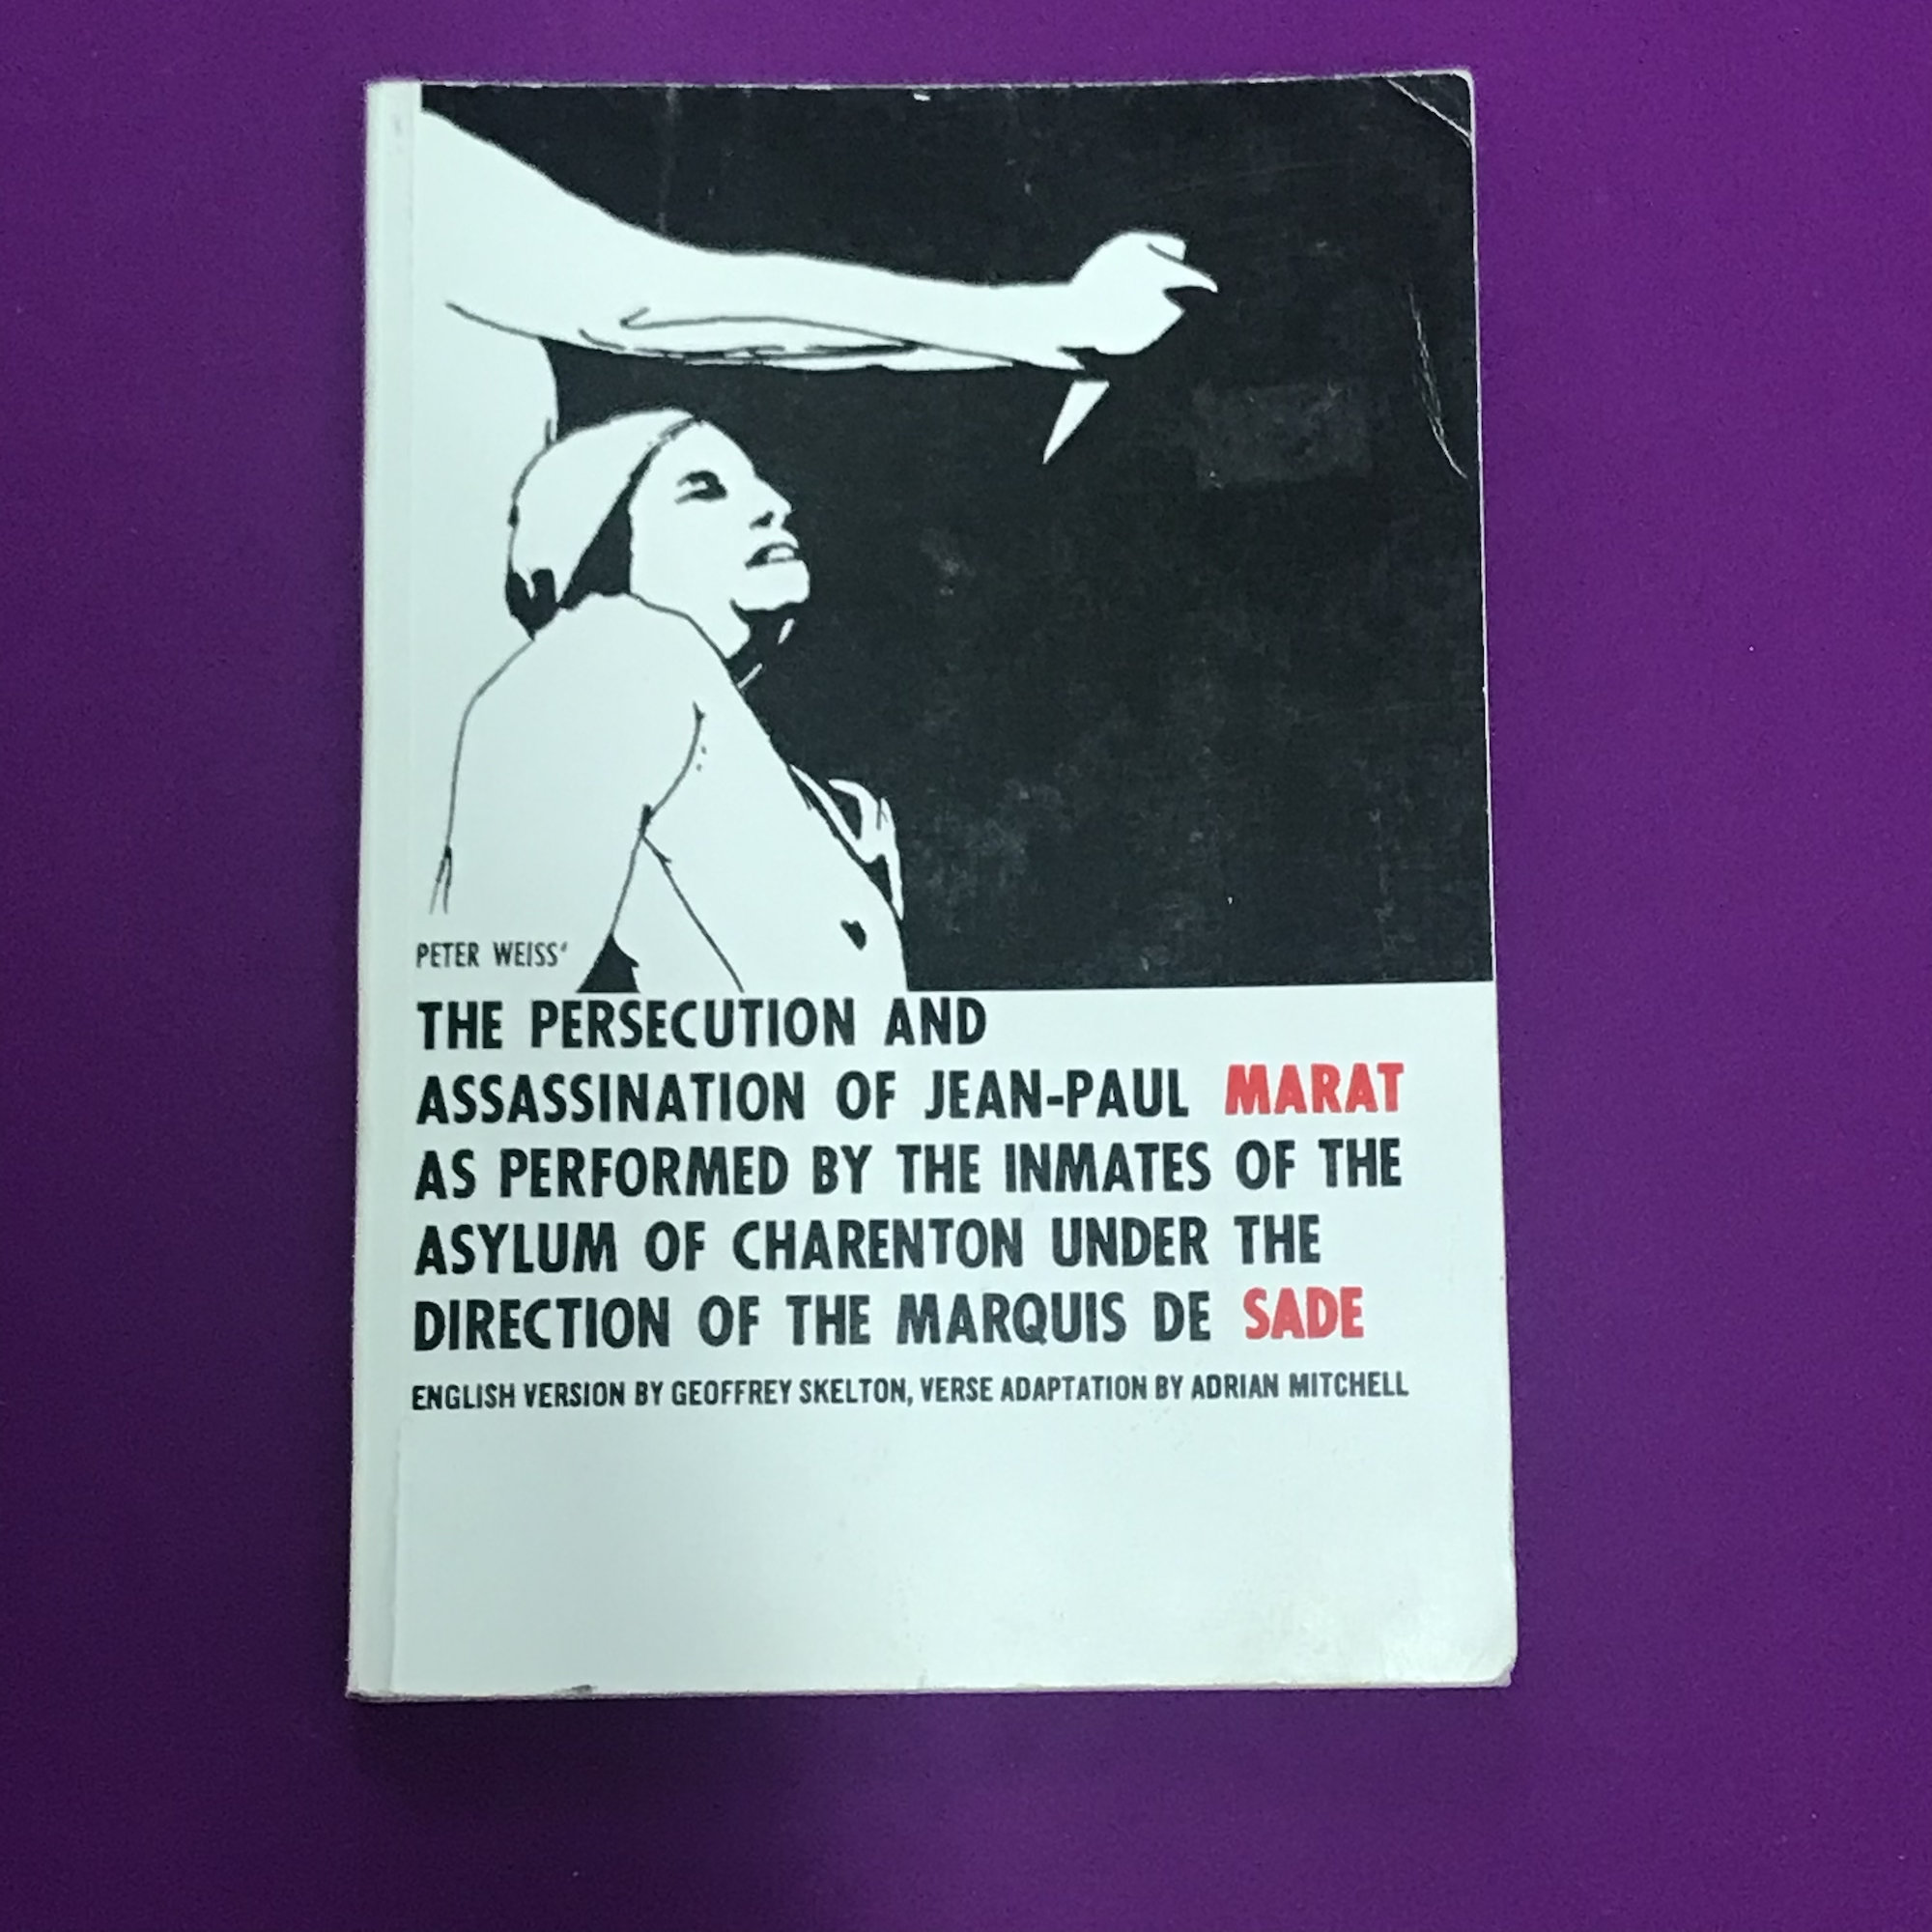 PETER WEISS'
THE PERSECUTION AND
ASSASSINATION OF JEAN-PAUL MARAT
AS PERFORMED BY THE INMATES OF THE
ASYLUM OF CHARENTON UNDER THE
DIRECTION OF THE MARQUIS DE SADE
ENGLISH VERSION BY GEOFFREY SKELTON, VERSE ADAPTATION BY ADRIAN MITCHELL